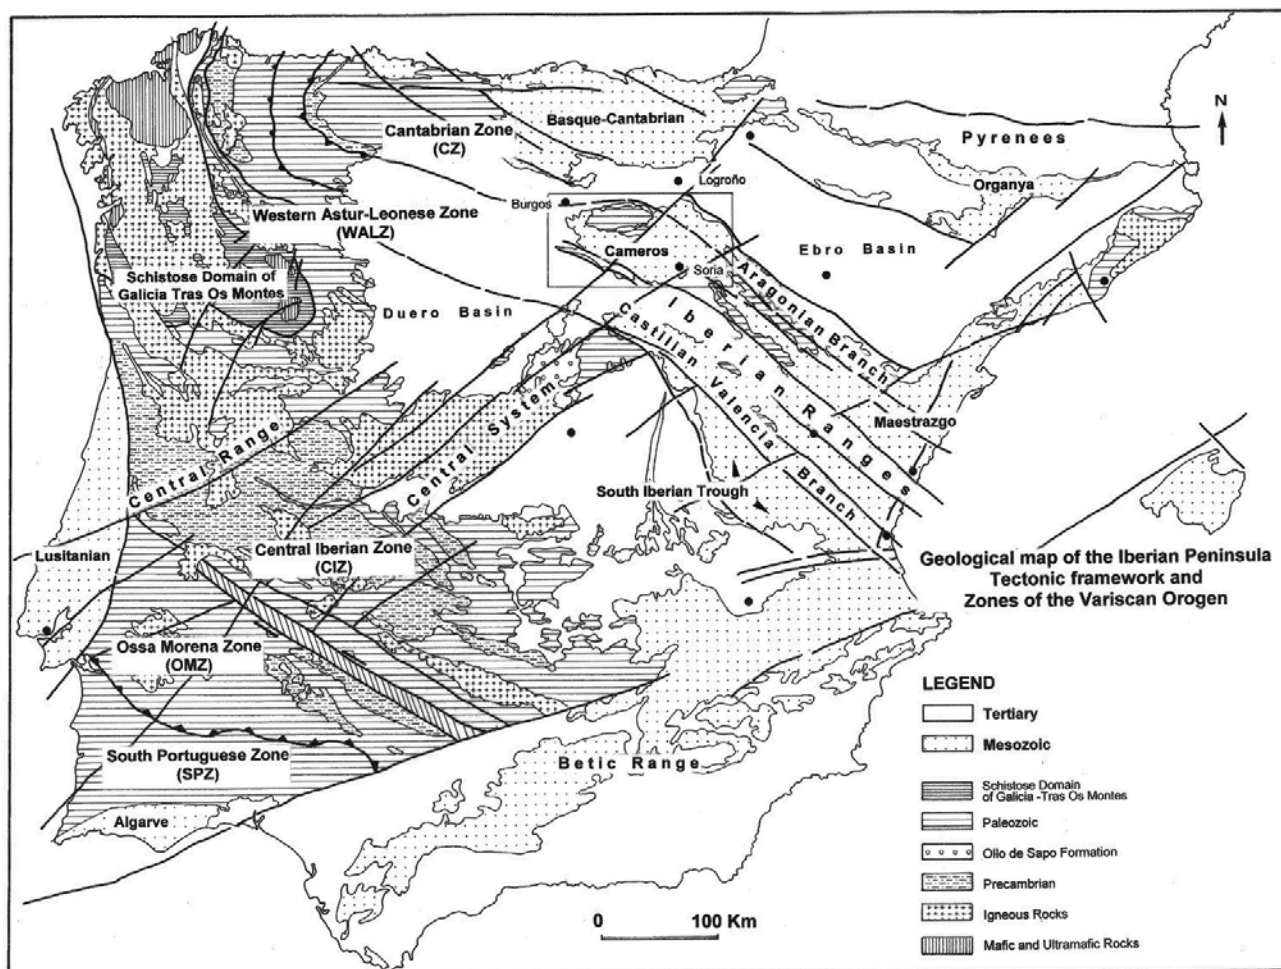 N
Cantabrian Zone
(CZ)
Basque-Cantabrian
Pyrenees
Organya
Logroño
Burgos
Western Astur-Leonese Zone
(WALZ)
Cameros
Soria
Ebro Basin
Schistose Domain of
Galicia Tras Os Montes
Duero Basin
Aragonian Branch
Iberian Ranges
Castilian Valencia Branch
Maestrazgo
Central Range
Central System
South Iberian Trough
Lusitanian
Central Iberian Zone
(CIZ)
Geological map of the Iberian Peninsula
Tectonic framework and
Zones of the Variscan Orogen
Ossa Morena Zone
(OMZ)
South Portuguese Zone
(SPZ)
Betic Range
Algarve
LEGEND
Tertiary
Mesozoic
Schistose Domain
of Galicia -Tras Os Montes
Paleozoic
Ollo de Sapo Formation
Precambrian
Igneous Rocks
Mafic and Ultramafic Rocks
0 100 Km